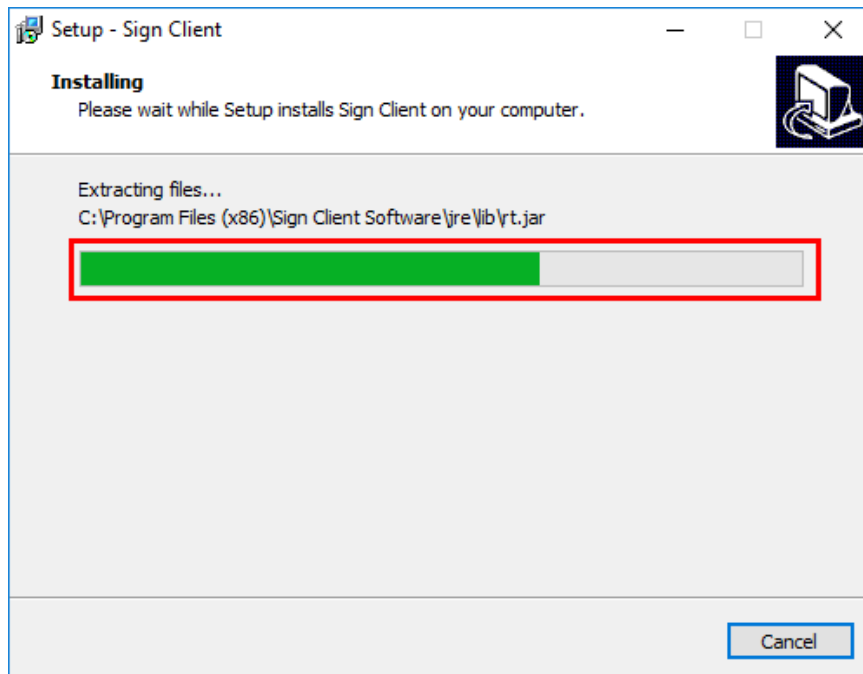 Setup - Sign Client
Installing
Please wait while Setup installs Sign Client on your computer.
Extracting files...
C:\Program Files (x86)\Sign Client Software\jre\lib\rt.jar
Cancel